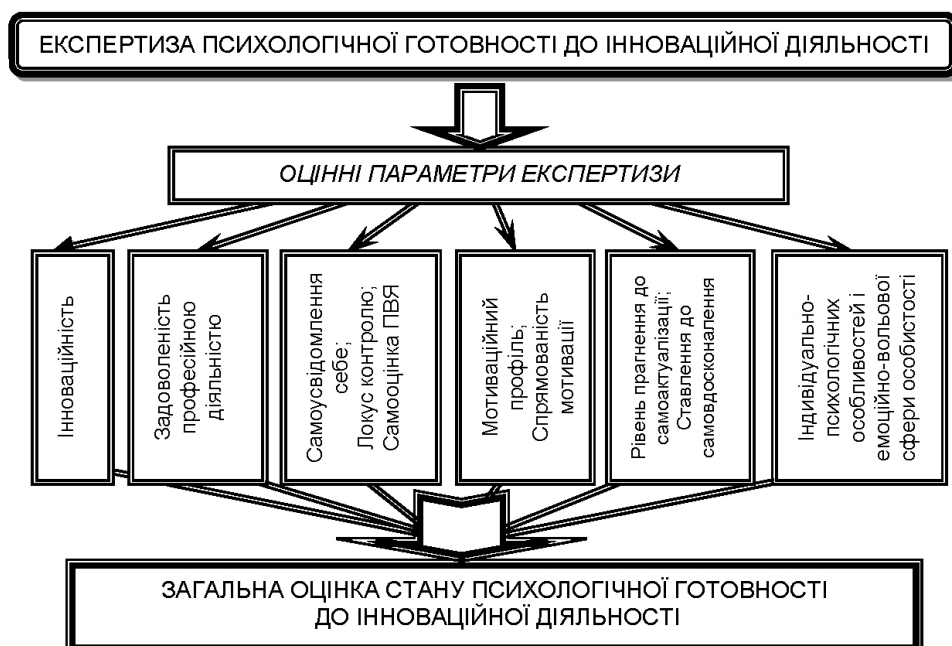 ЕКСПЕРТИЗА ПСИХОЛОГІЧНОЇ ГОТОВНОСТІ ДО ІННОВАЦІЙНОЇ ДІЯЛЬНОСТІ
ОЦІННІ ПАРАМЕТРИ ЕКСПЕРТИЗИ
Інноваційність
Задоволеність
професійною
діяльністю
Самоусвідомлення
себе;
Локус контролю;
Самооцінка ПВЯ
Мотиваційний
профіль;
Спрямованість
мотивації
Рівень прагнення до
самоактуалізації;
Ставлення до
самовдосконалення
Індивідуально-
психологічних
особливостей і
емоційно-вольової
сфери особистості
ЗАГАЛЬНА ОЦІНКА СТАНУ ПСИХОЛОГІЧНОЇ ГОТОВНОСТІ
ДО ІННОВАЦІЙНОЇ ДІЯЛЬНОСТІ